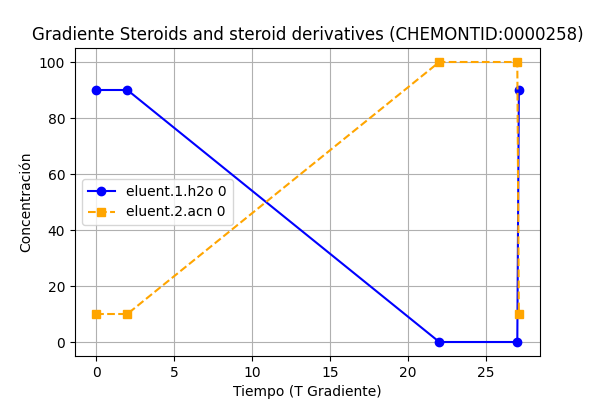 Gradiente Steroids and steroid derivatives (CHEMONTID:0000258)
100
80
60
40
20
0
Concentración
eluent.1.h2o 0
eluent.2.acn 0
0 5 10 15 20 25
Tiempo (T Gradiente)